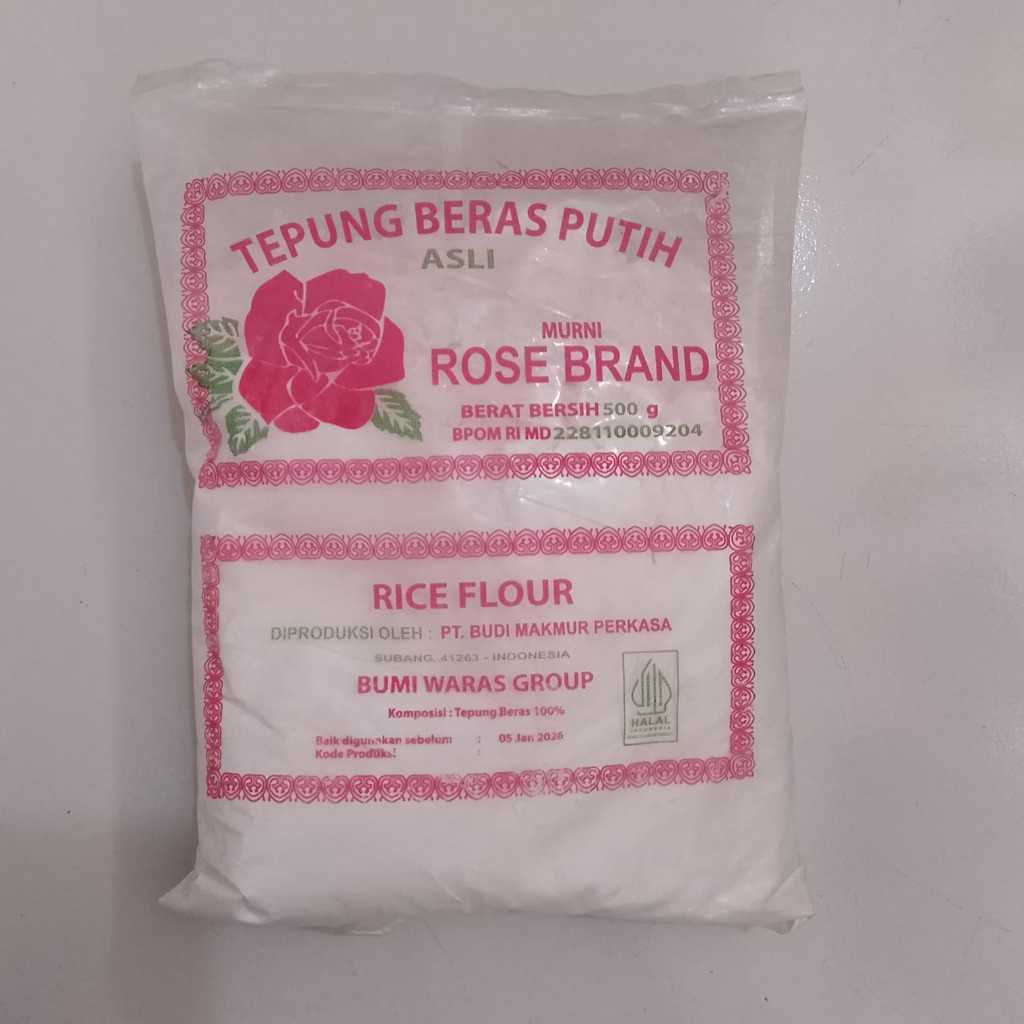 TEPUNG BERAS PUTIH
ASLI
MURNI
ROSE BRAND
BERAT BERSIH 500 g
BPOM RI MD 228110009204
RICE FLOUR
DIPRODUKSI OLEH : PT. BUDI MAKMUR PERKASA
SUBANG, 41263 - INDONESIA
BUMI WARAS GROUP
Komposisi : Tepung Beras 100%
Baik digunakan sebelum : 05 Jan 2026
Kode Produksi :
HALAL
INDONESIA